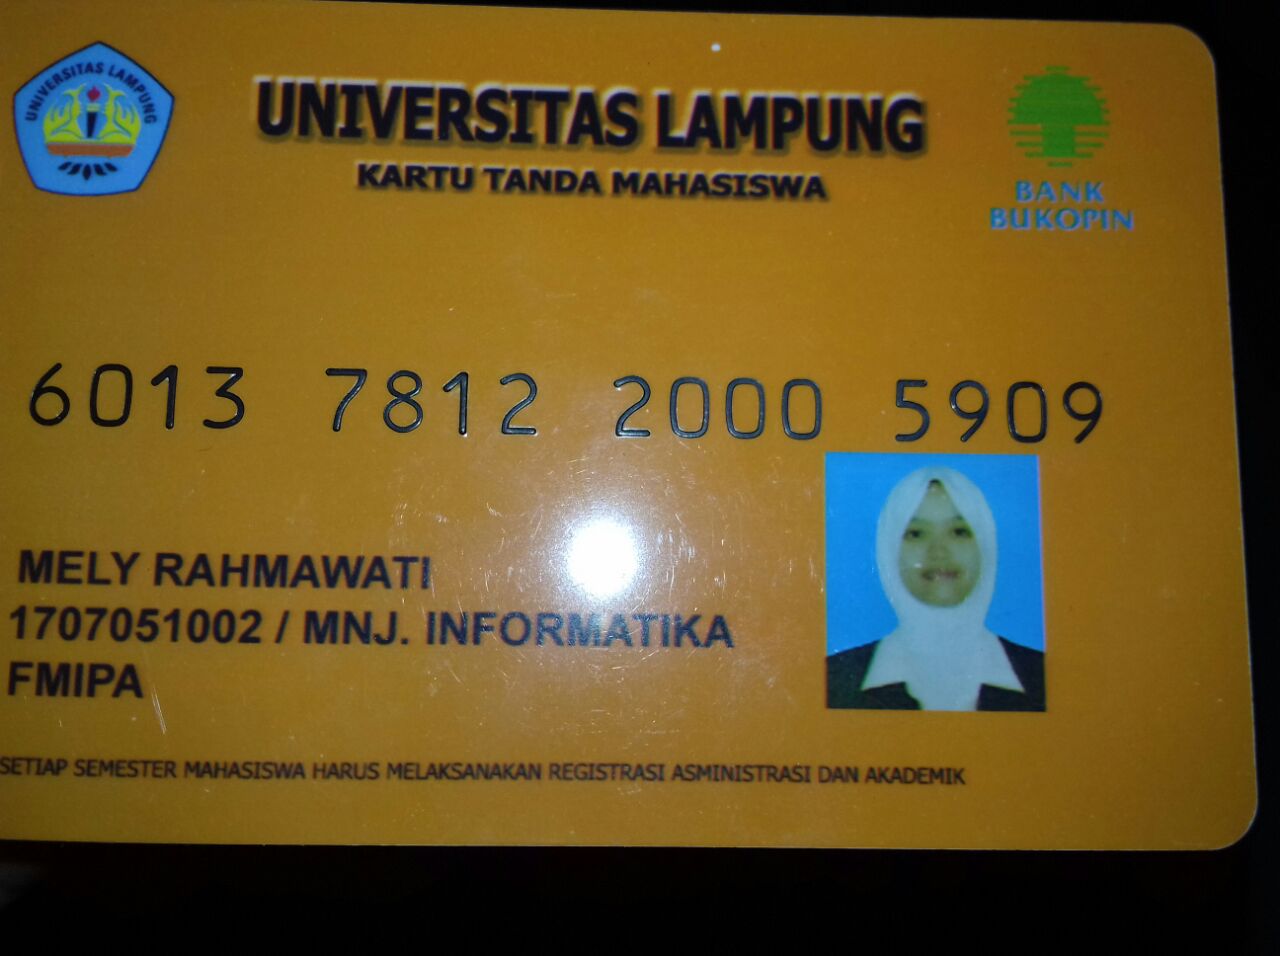 UNIVERSITAS LAMPUNG
UNIVERSITAS LAMPUNG
KARTU TANDA MAHASISWA
BANK
BUKOPIN
6013 7812 2000 5909
MELY RAHMAWATI
1707051002 / MNJ. INFORMATIKA
FMIPA
SETIAP SEMESTER MAHASISWA HARUS MELAKSANAKAN REGISTRASI ASMINISTRASI DAN AKADEMIK